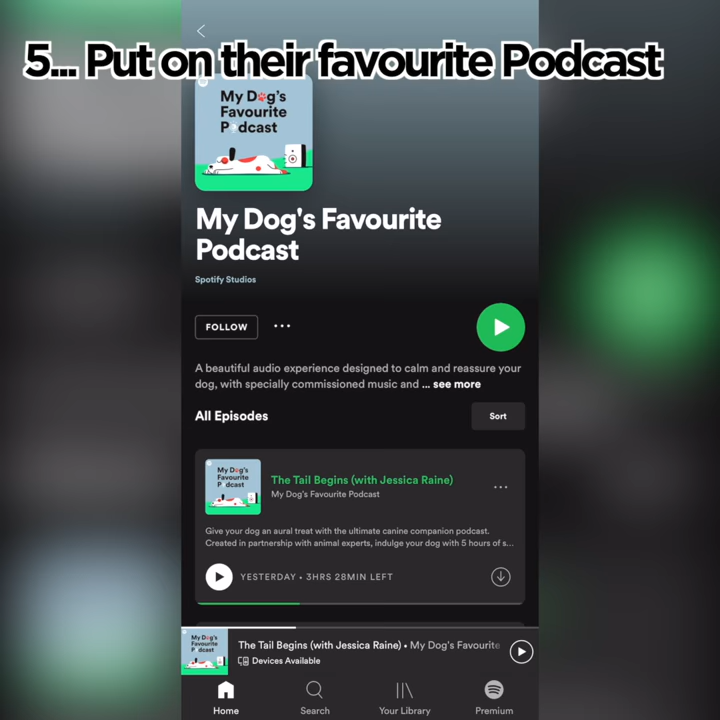 5... Put on their favourite Podcast
My Dog's
Favourite
Podcast
My Dog's Favourite
Podcast
Spotify Studios
FOLLOW
A beautiful audio experience designed to calm and reassure your
dog, with specially commissioned music and ... see more
All Episodes
Sort
My Dog's
Favourite
Podcast
The Tail Begins (with Jessica Raine)
My Dog's Favourite Podcast
Give your dog an aural treat with the ultimate canine companion podcast.
Created in partnership with animal experts, indulge your dog with 5 hours of s...
YESTERDAY • 3HRS 28MIN LEFT
My Dog's
Favourite
Podcast
The Tail Begins (with Jessica Raine) • My Dog's Favourite
Devices Available
Home
Search
Your Library
Premium